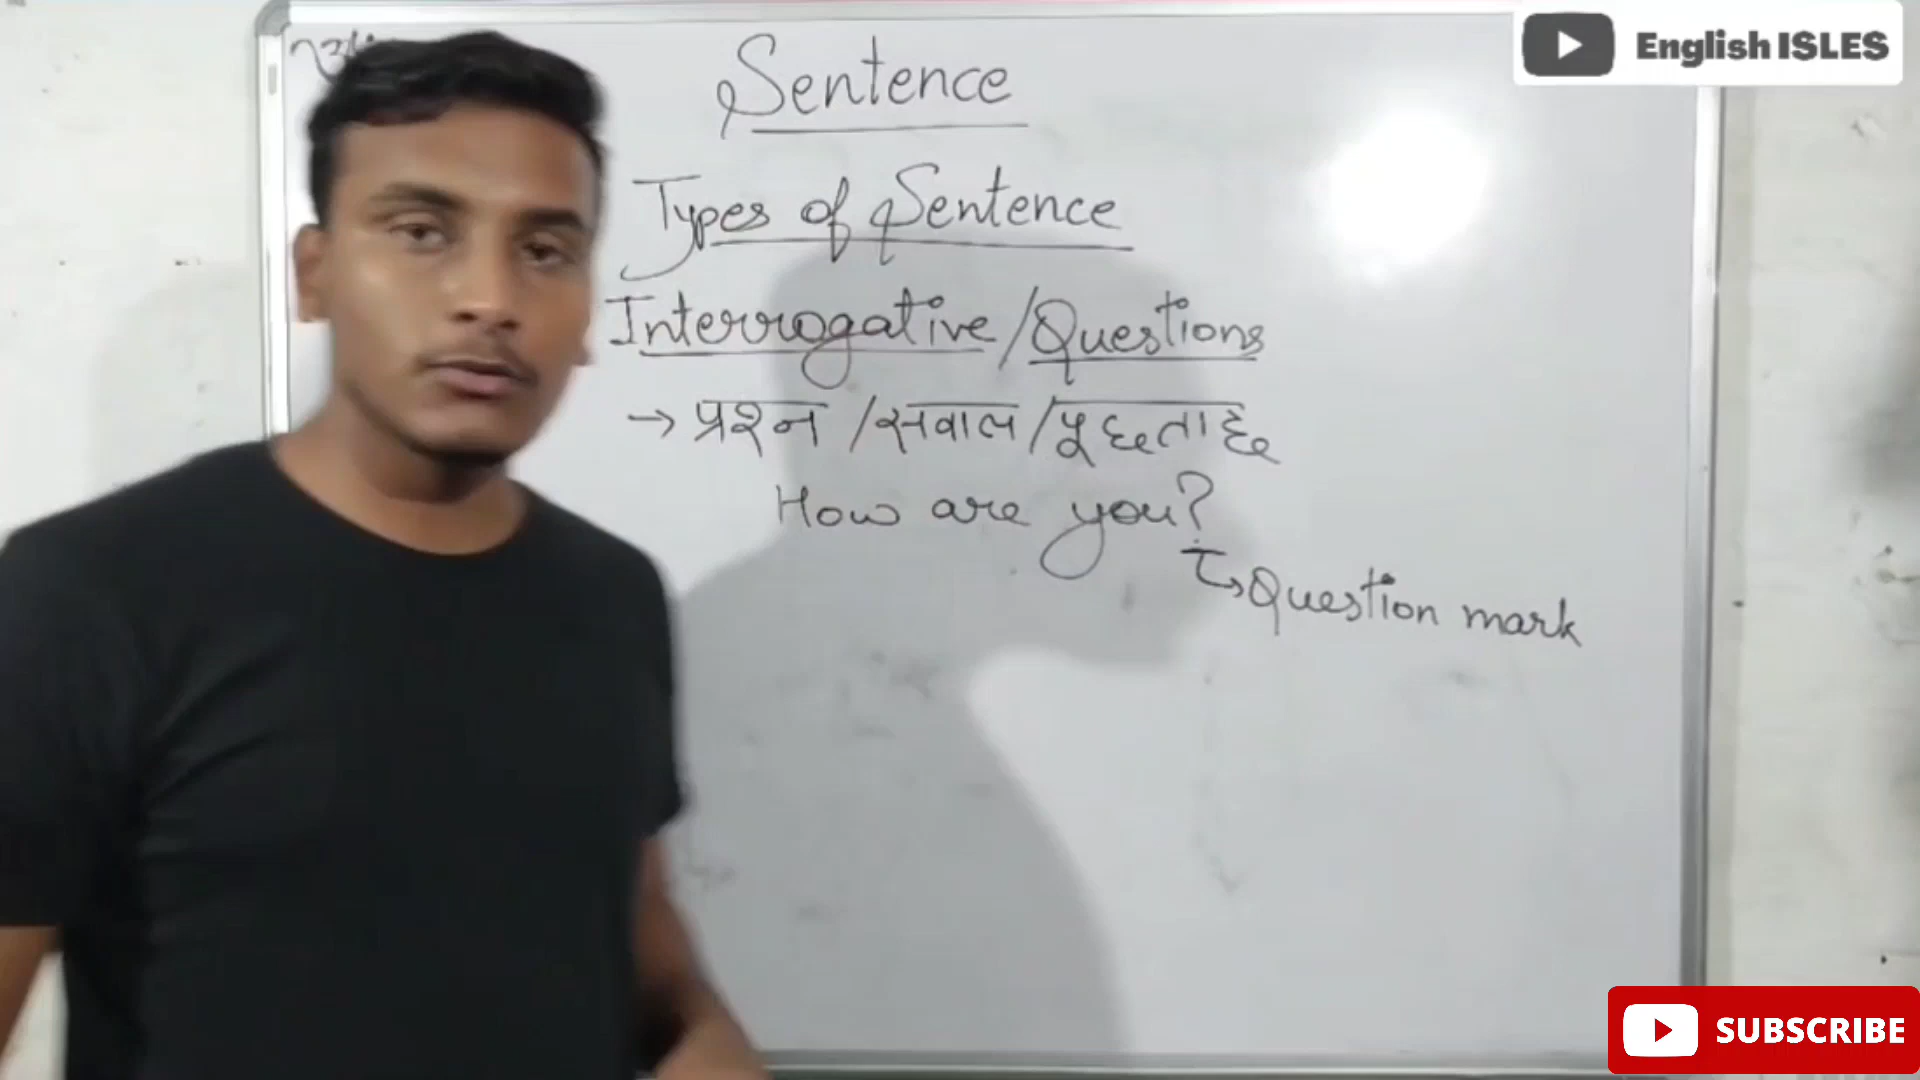 English ISLES
Sentence
Types of Sentence
Interrogative/Questions
→ प्रश्न /सवाल /पूछता है
How are you?
Question mark
SUBSCRIBE